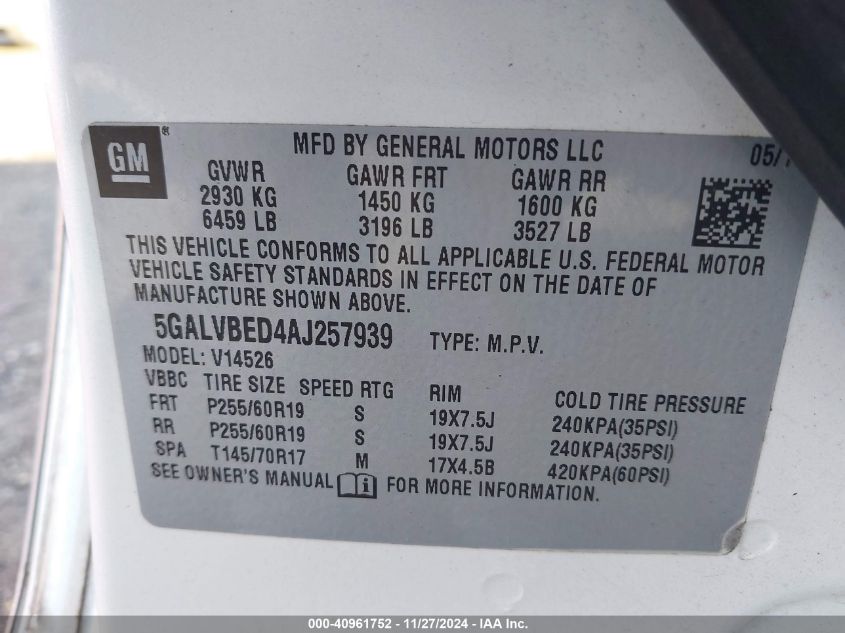 GM
MFD BY GENERAL MOTORS LLC 05/1
GVWR GAWR FRT GAWR RR
2930 KG 1450 KG 1600 KG
6459 LB 3196 LB 3527 LB
THIS VEHICLE CONFORMS TO ALL APPLICABLE U.S. FEDERAL MOTOR
VEHICLE SAFETY STANDARDS IN EFFECT ON THE DATE OF
MANUFACTURE SHOWN ABOVE.
5GALVBED4AJ257939 TYPE: M.P.V.
MODEL: V14526
VBBC TIRE SIZE SPEED RTG RIM COLD TIRE PRESSURE
FRT P255/60R19 S 19X7.5J 240KPA(35PSI)
RR P255/60R19 S 19X7.5J 240KPA(35PSI)
SPA T145/70R17 M 17X4.5B 420KPA(60PSI)
SEE OWNER'S MANUAL FOR MORE INFORMATION.
000-40961752 - 11/27/2024 - IAAI - IAA Inc.